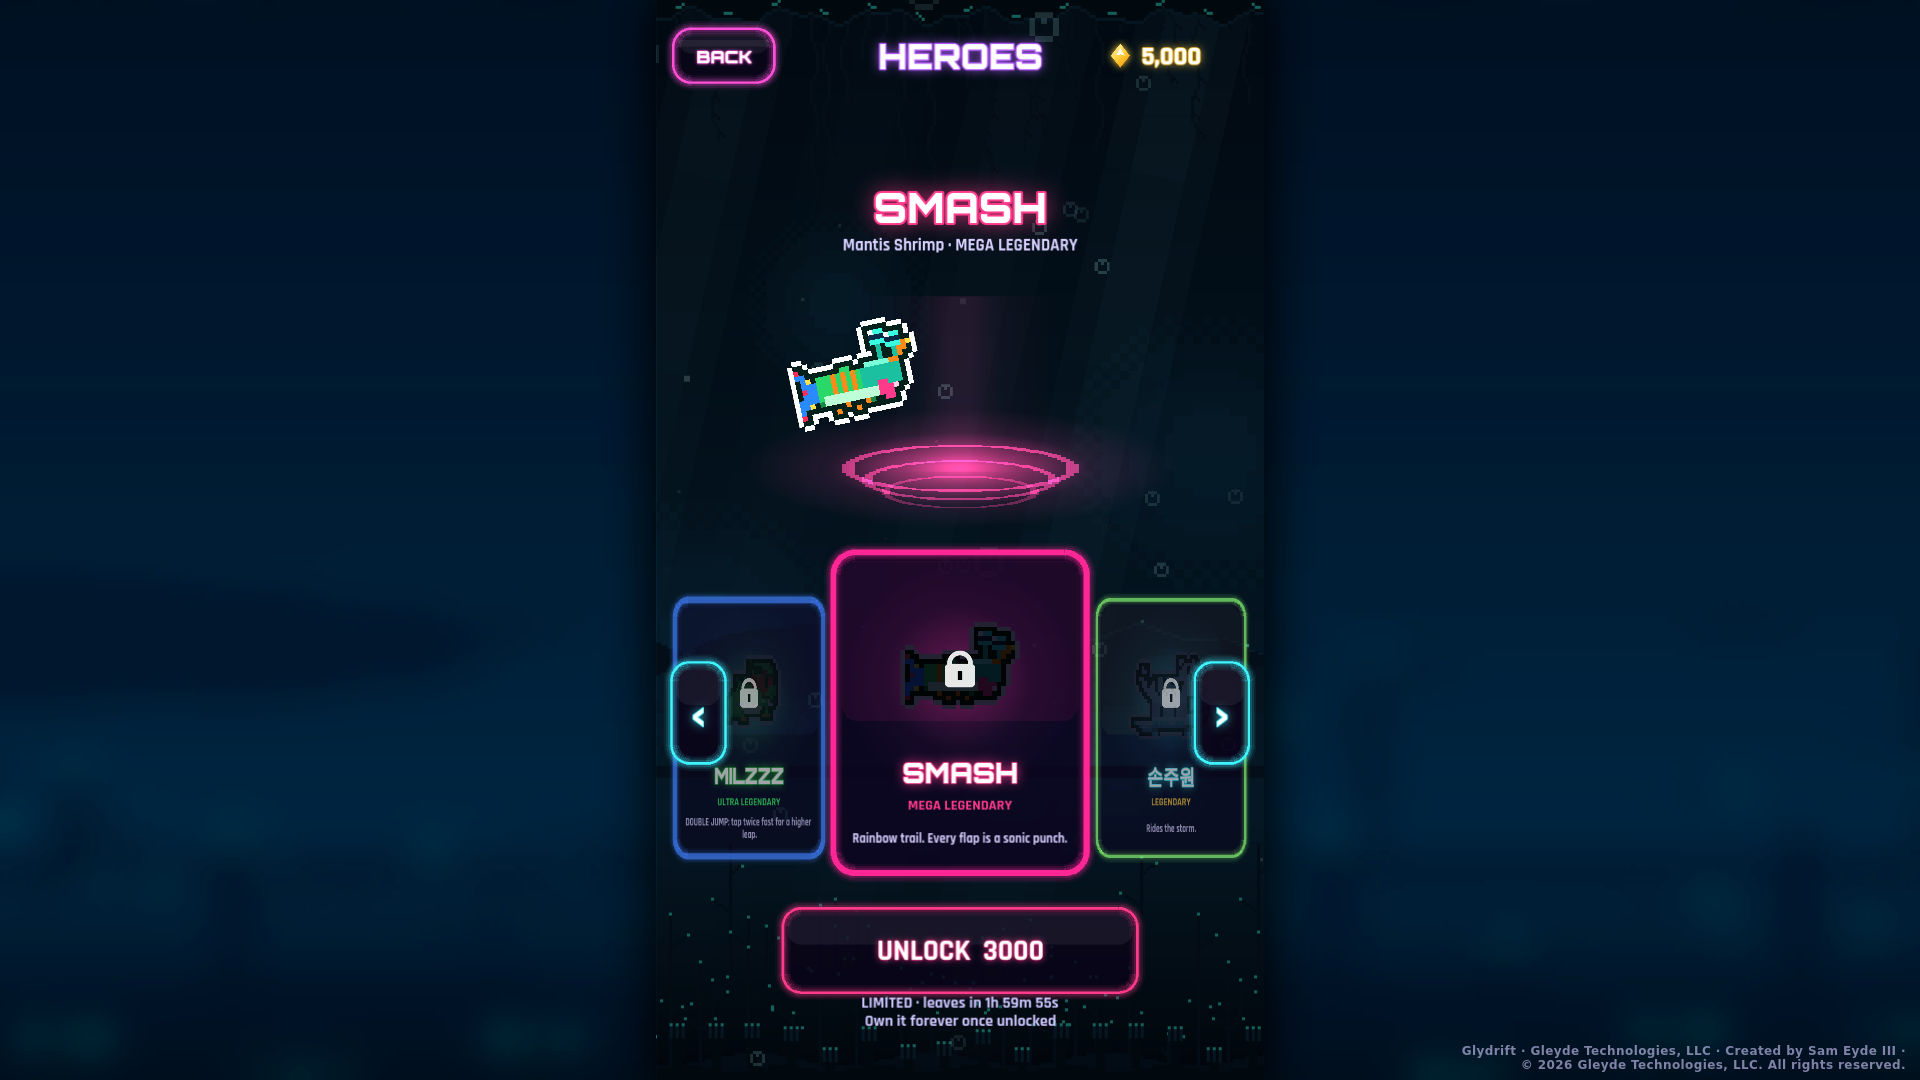 BACK
HEROES
5,000
SMASH
Mantis Shrimp · MEGA LEGENDARY
<
MILZZZ
ULTRA LEGENDARY
DOUBLE JUMP: tap twice fast for a higher
leap.
SMASH
MEGA LEGENDARY
Rainbow trail. Every flap is a sonic punch.
>
손주원
LEGENDARY
Rides the storm.
UNLOCK 3000
LIMITED · leaves in 1h 59m 55s
Own it forever once unlocked
Glydrift · Gleyde Technologies, LLC · Created by Sam Eyde III ·
© 2026 Gleyde Technologies, LLC. All rights reserved.